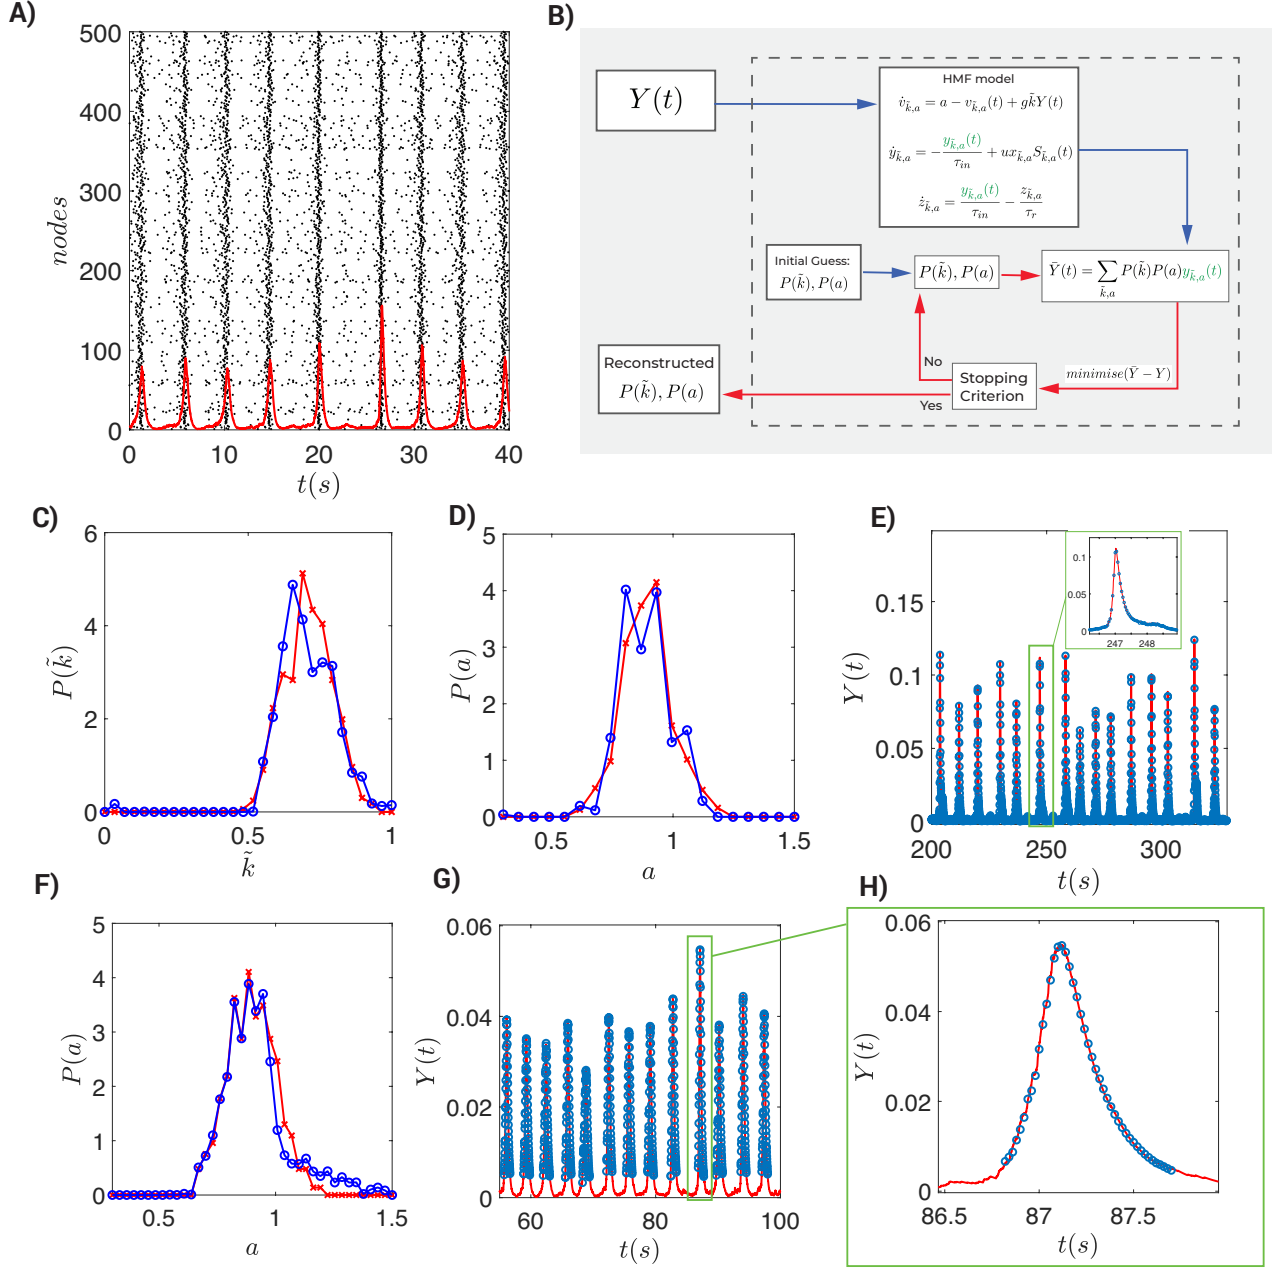 A)
500
400
300
200
100
0
nodes
0 10 20 30 40
t(s)
B)
Y(t)
HMF model
v̇_{k̃,a} = a − v_{k̃,a}(t) + gk̃Y(t)
ẏ_{k̃,a} = −y_{k̃,a}(t)/τ_{in} + ux_{k̃,a}S_{k̃,a}(t)
ż_{k̃,a} = y_{k̃,a}(t)/τ_{in} − z_{k̃,a}/τ_r
Initial Guess:
P(k̃), P(a)
P(k̃), P(a)
Ȳ(t) = ∑_{k̃,a} P(k̃)P(a)y_{k̃,a}(t)
Reconstructed
P(k̃), P(a)
No
Yes
Stopping
Criterion
minimise(Ȳ − Y)
C)
6
4
2
0
P(k̃)
0 0.5 1
k̃
D)
5
4
3
2
1
0
P(a)
0.5 1 1.5
a
E)
0.15
0.1
0.05
0
Y(t)
200 250 300
t(s)
0.1
0.05
0
247 248
F)
5
4
3
2
1
0
P(a)
0.5 1 1.5
a
G)
0.06
0.04
0.02
0
Y(t)
60 80 100
t(s)
H)
0.06
0.04
0.02
0
Y(t)
86.5 87 87.5
t(s)